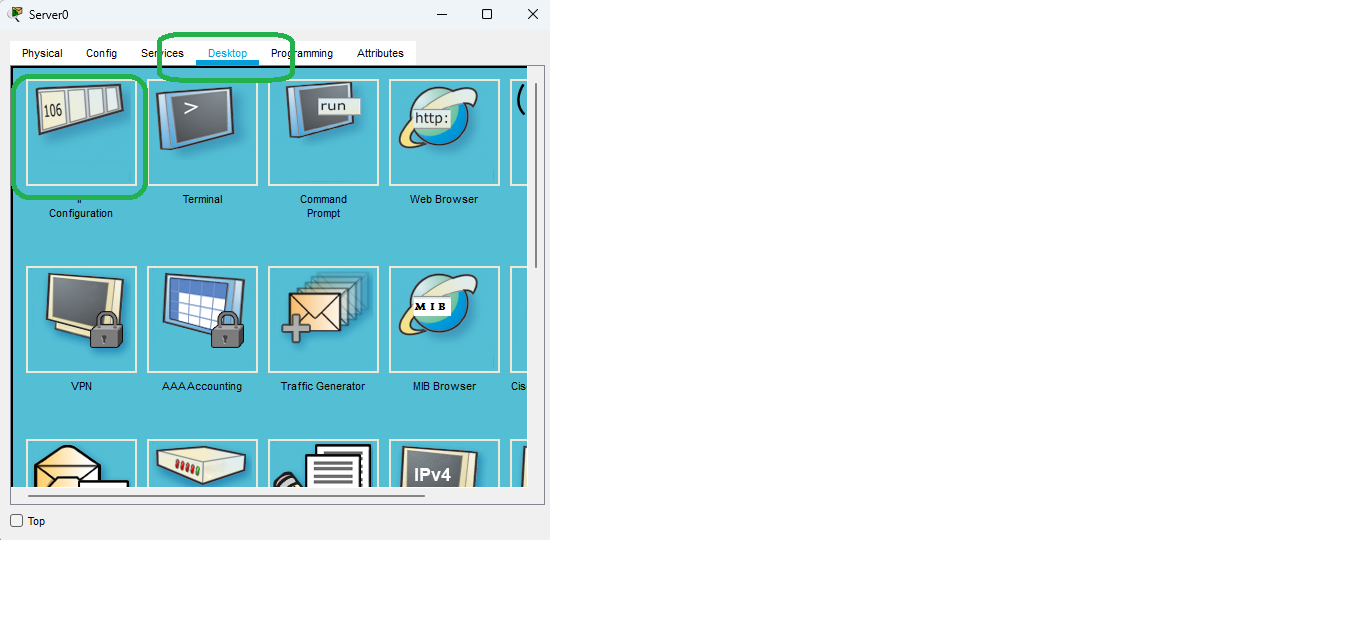 Server0
Physical Config Services Desktop Programming Attributes
106
>
run
http:
(
Configuration
Terminal
Command
Prompt
Web Browser
MIB
VPN
AAA Accounting
Traffic Generator
MIB Browser
Cis
IPv4
Top